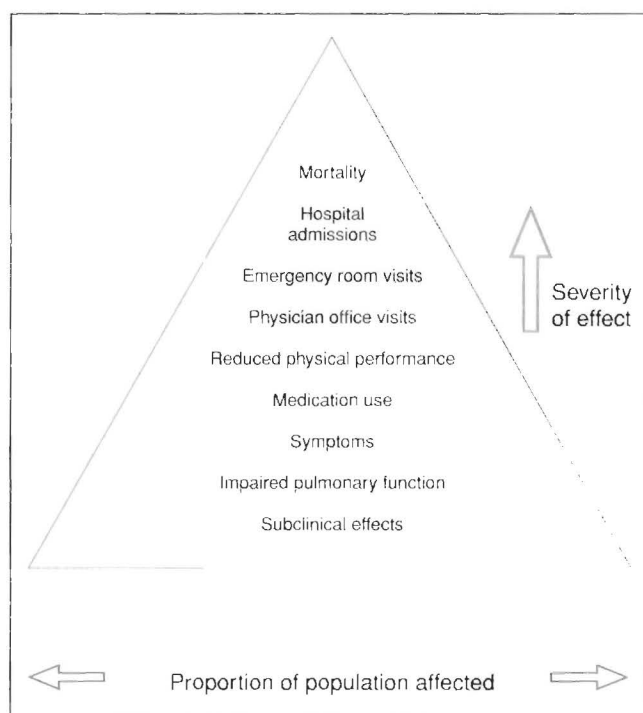 Mortality
Hospital
admissions
Emergency room visits
Physician office visits
Reduced physical performance
Medication use
Symptoms
Impaired pulmonary function
Subclinical effects
Severity
of effect
Proportion of population affected